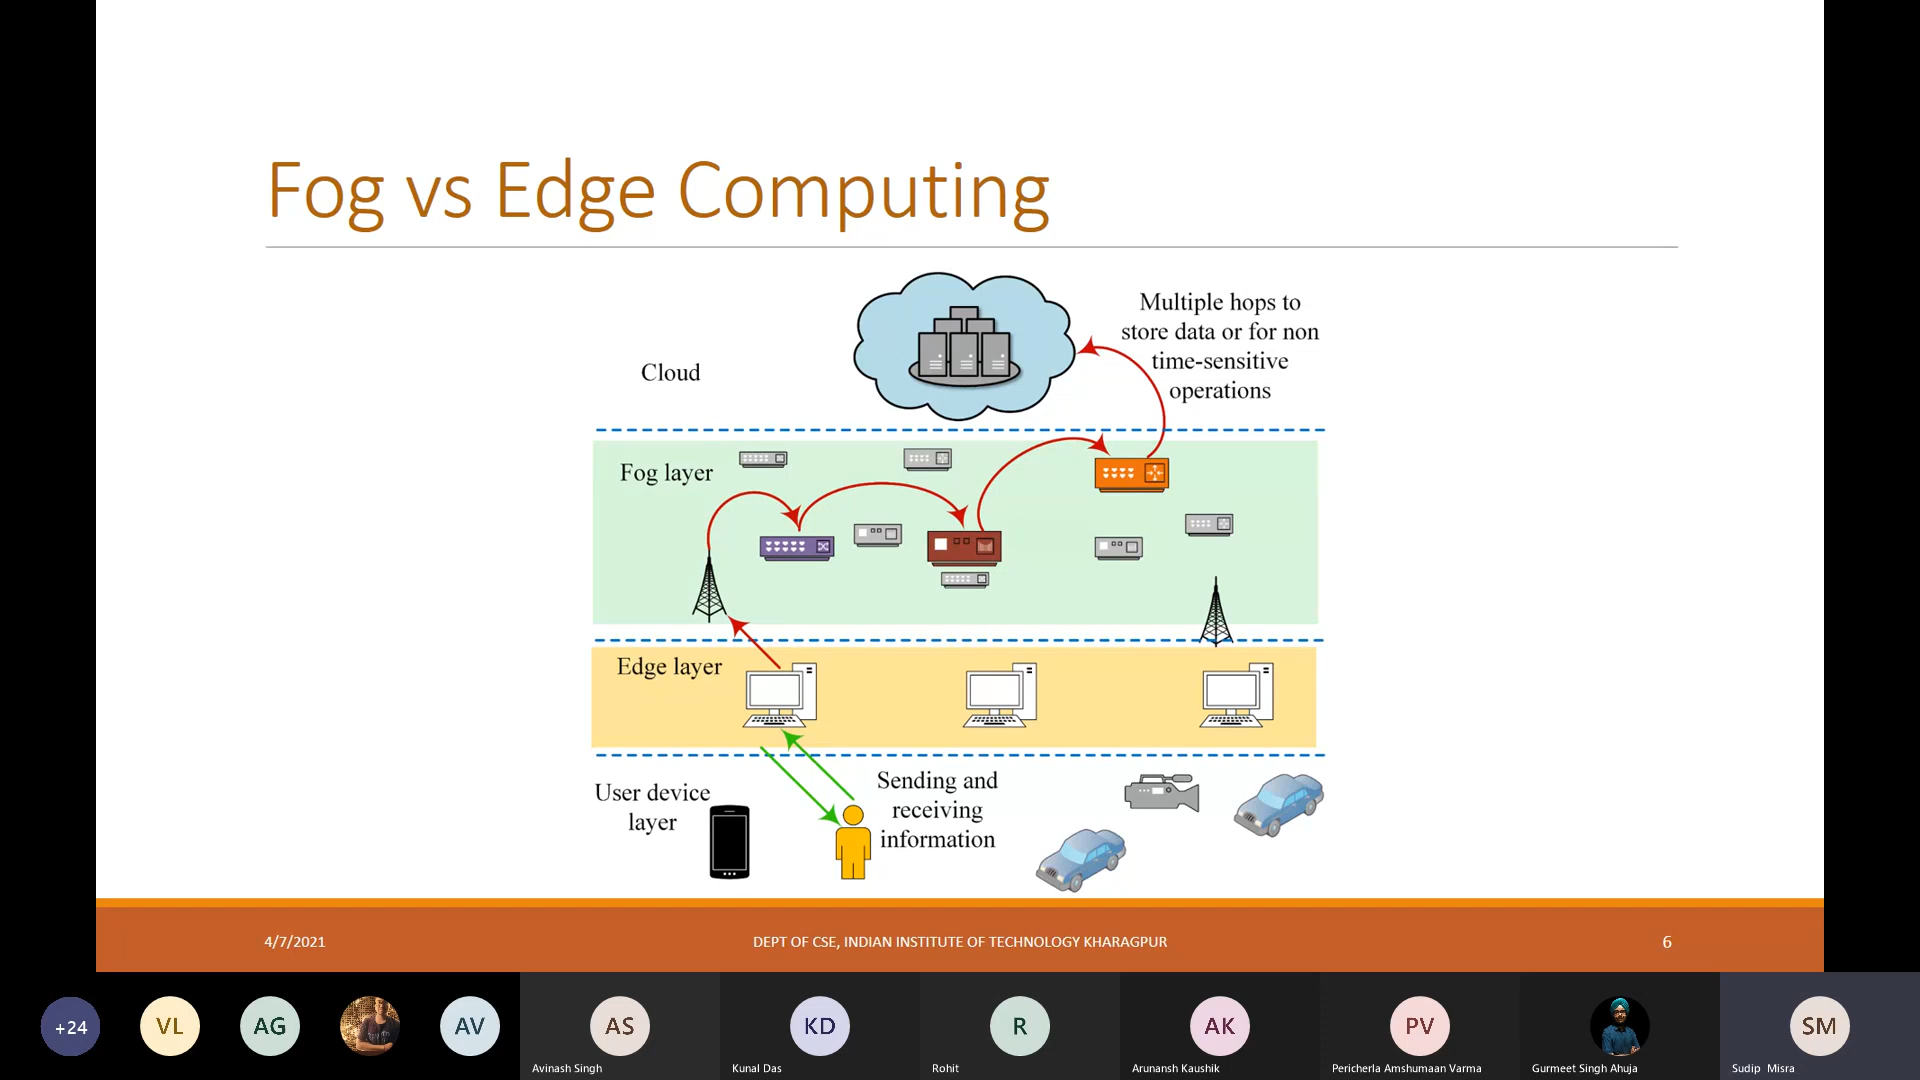 Fog vs Edge Computing
Multiple hops to
store data or for non
time-sensitive
operations
Cloud
Fog layer
Edge layer
User device
layer
Sending and
receiving
information
4/7/2021
DEPT OF CSE, INDIAN INSTITUTE OF TECHNOLOGY KHARAGPUR
6
+24
VL
AG
AV
AS
KD
R
AK
PV
SM
Avinash Singh
Kunal Das
Rohit
Arunansh Kaushik
Pericherla Amshumaan Varma
Gurmeet Singh Ahuja
Sudip Misra